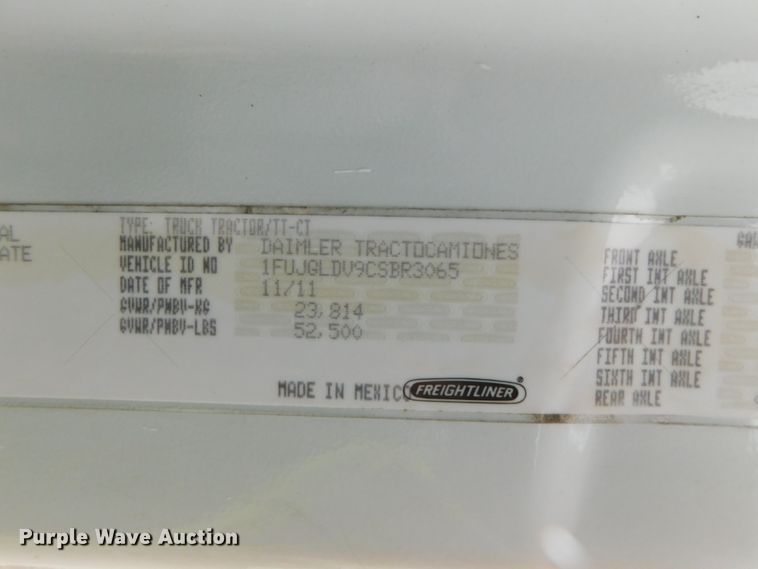 AL
ATE
TYPE: TRUCK TRACTOR/TT-CT
MANUFACTURED BY DAIMLER TRACTOCAMIONES
VEHICLE ID NO 1FUJGLDV9CSBR3065
DATE OF MFR 11/11
GVWR/PNBV-KG 23,814
GVWR/PNBV-LBS 52,500
MADE IN MEXICO FREIGHTLINER®
GAW
FRONT AXLE
FIRST INT AXLE
SECOND INT AXLE
THIRD INT AXLE
FOURTH INT AXLE
FIFTH INT AXLE
SIXTH INT AXLE
REAR AXLE
Purple Wave Auction